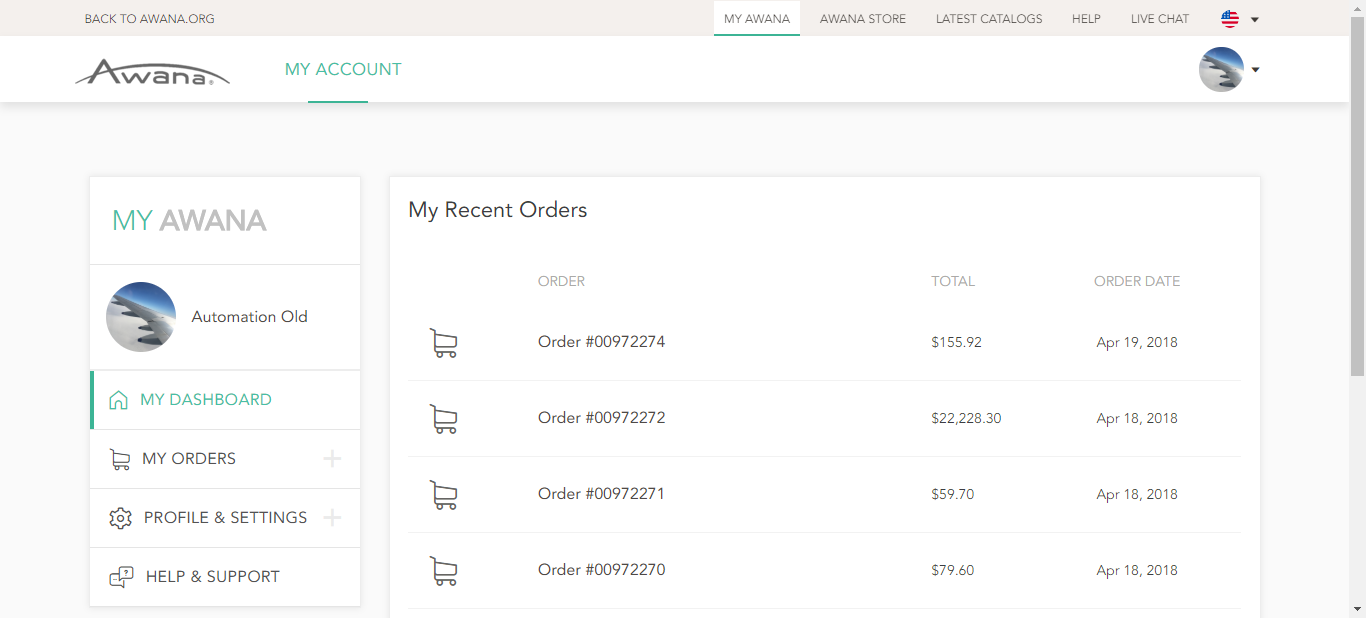 BACK TO AWANA.ORG
MY AWANA AWANA STORE LATEST CATALOGS HELP LIVE CHAT
Awana®
MY ACCOUNT
MY AWANA
Automation Old
MY DASHBOARD
MY ORDERS
PROFILE & SETTINGS
HELP & SUPPORT
My Recent Orders
ORDER TOTAL ORDER DATE
Order #00972274 $155.92 Apr 19, 2018
Order #00972272 $22,228.30 Apr 18, 2018
Order #00972271 $59.70 Apr 18, 2018
Order #00972270 $79.60 Apr 18, 2018